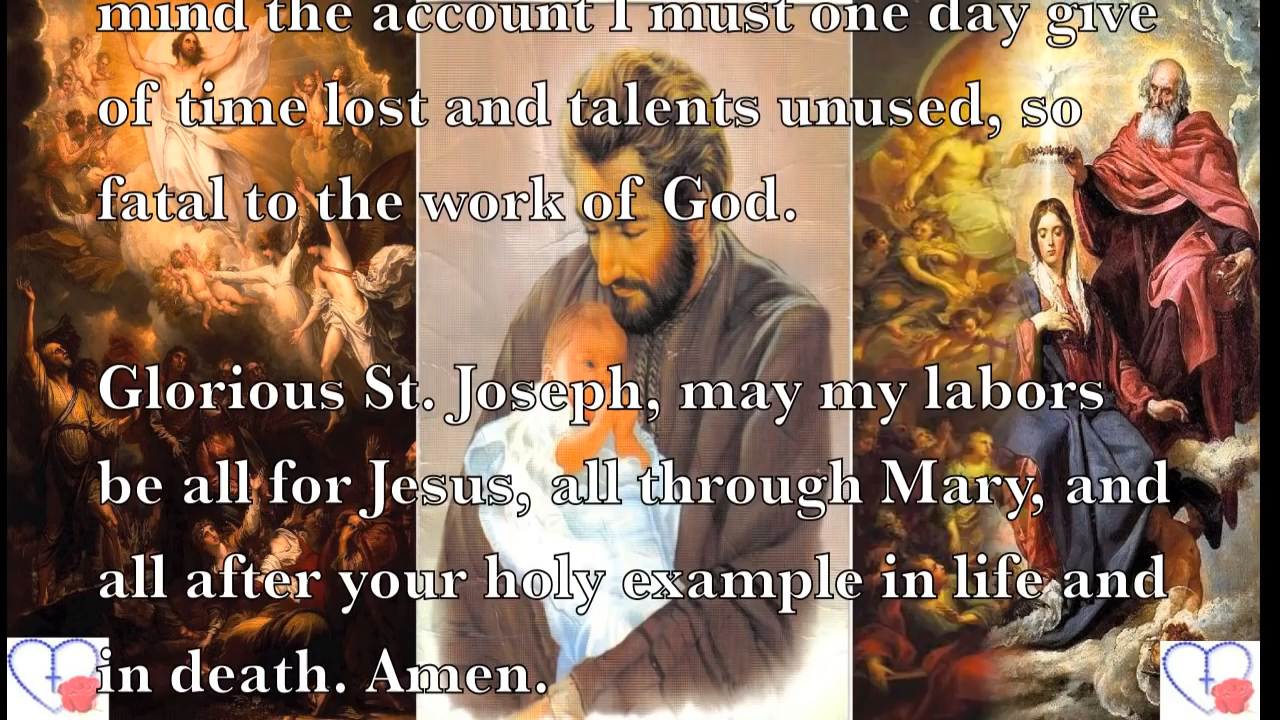 mind the account I must one day give
of time lost and talents unused, so
fatal to the work of God.
Glorious St. Joseph, may my labors
be all for Jesus, all through Mary, and
all after your holy example in life and
in death. Amen.